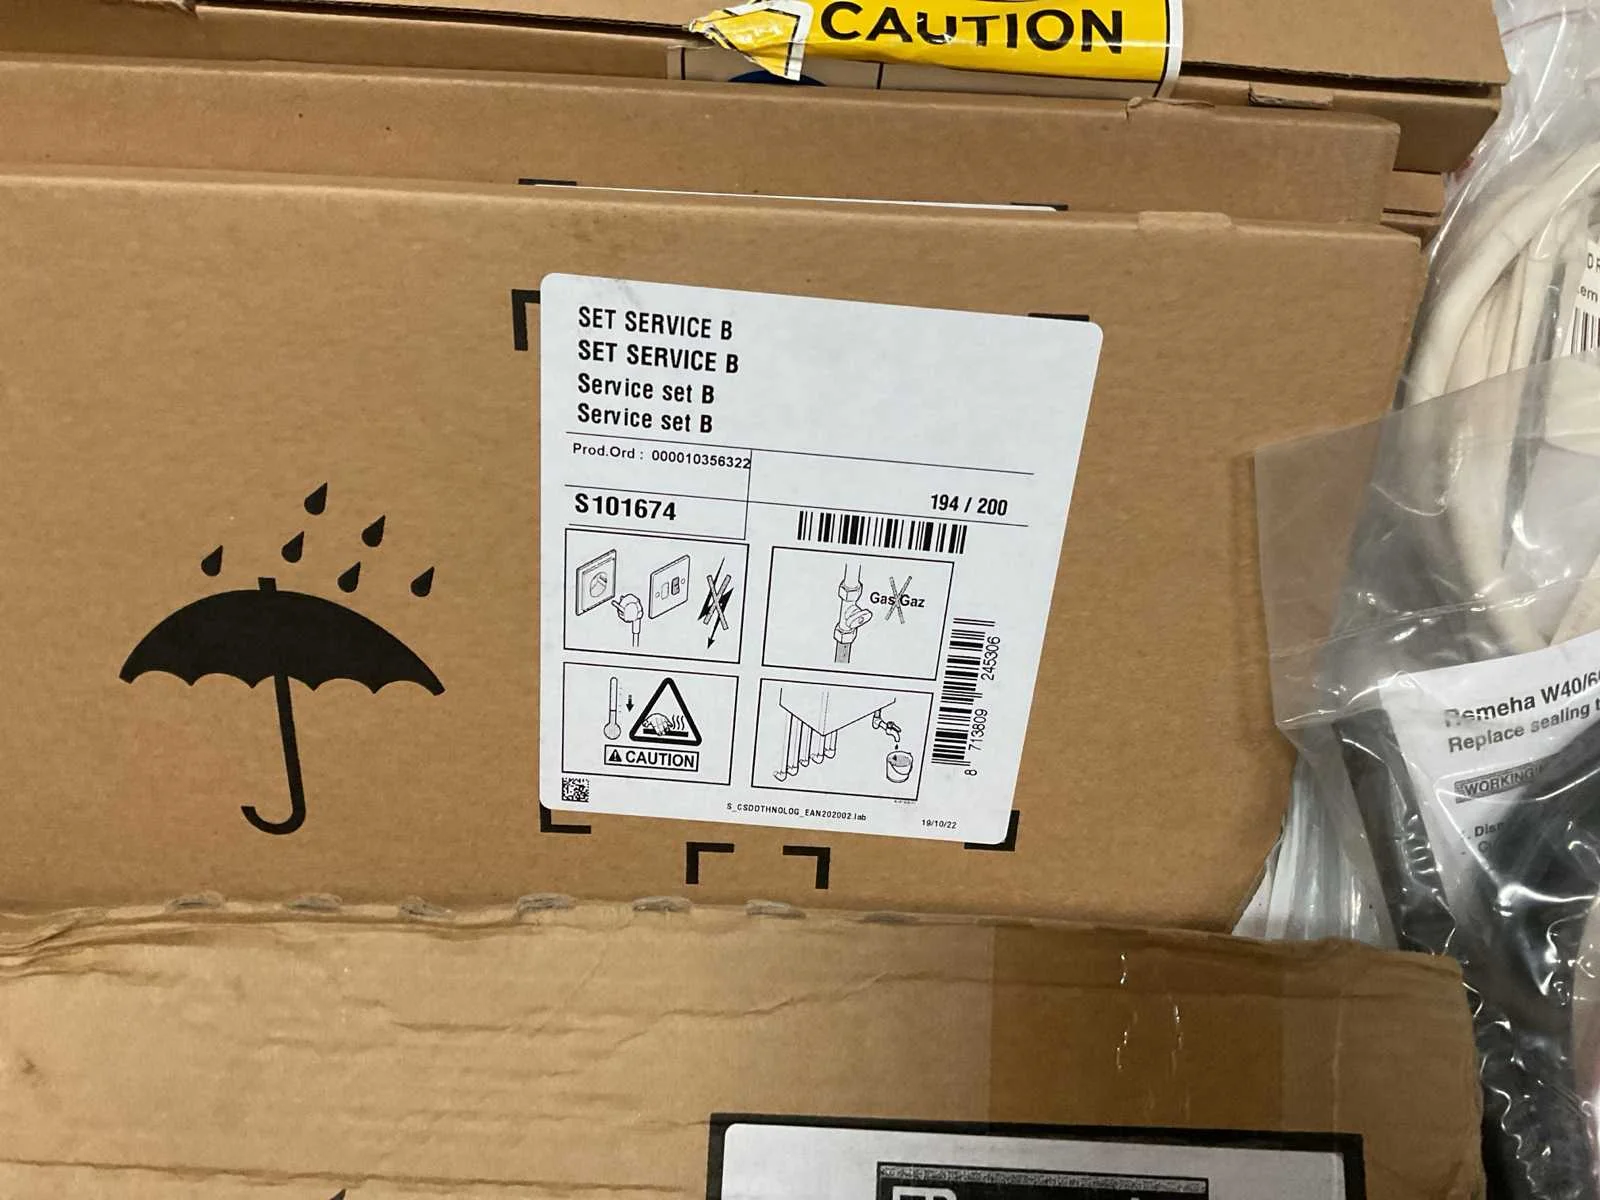 CAUTION
SET SERVICE B
SET SERVICE B
Service set B
Service set B
Prod.Ord : 000010356322
S101674
194 / 200
Gas Gaz
CAUTION
8 713809 245306
S_CSDDTHNOLOG_EAN202002.lab
19/10/22
Remeha W40/6
Replace sealing
WORKING